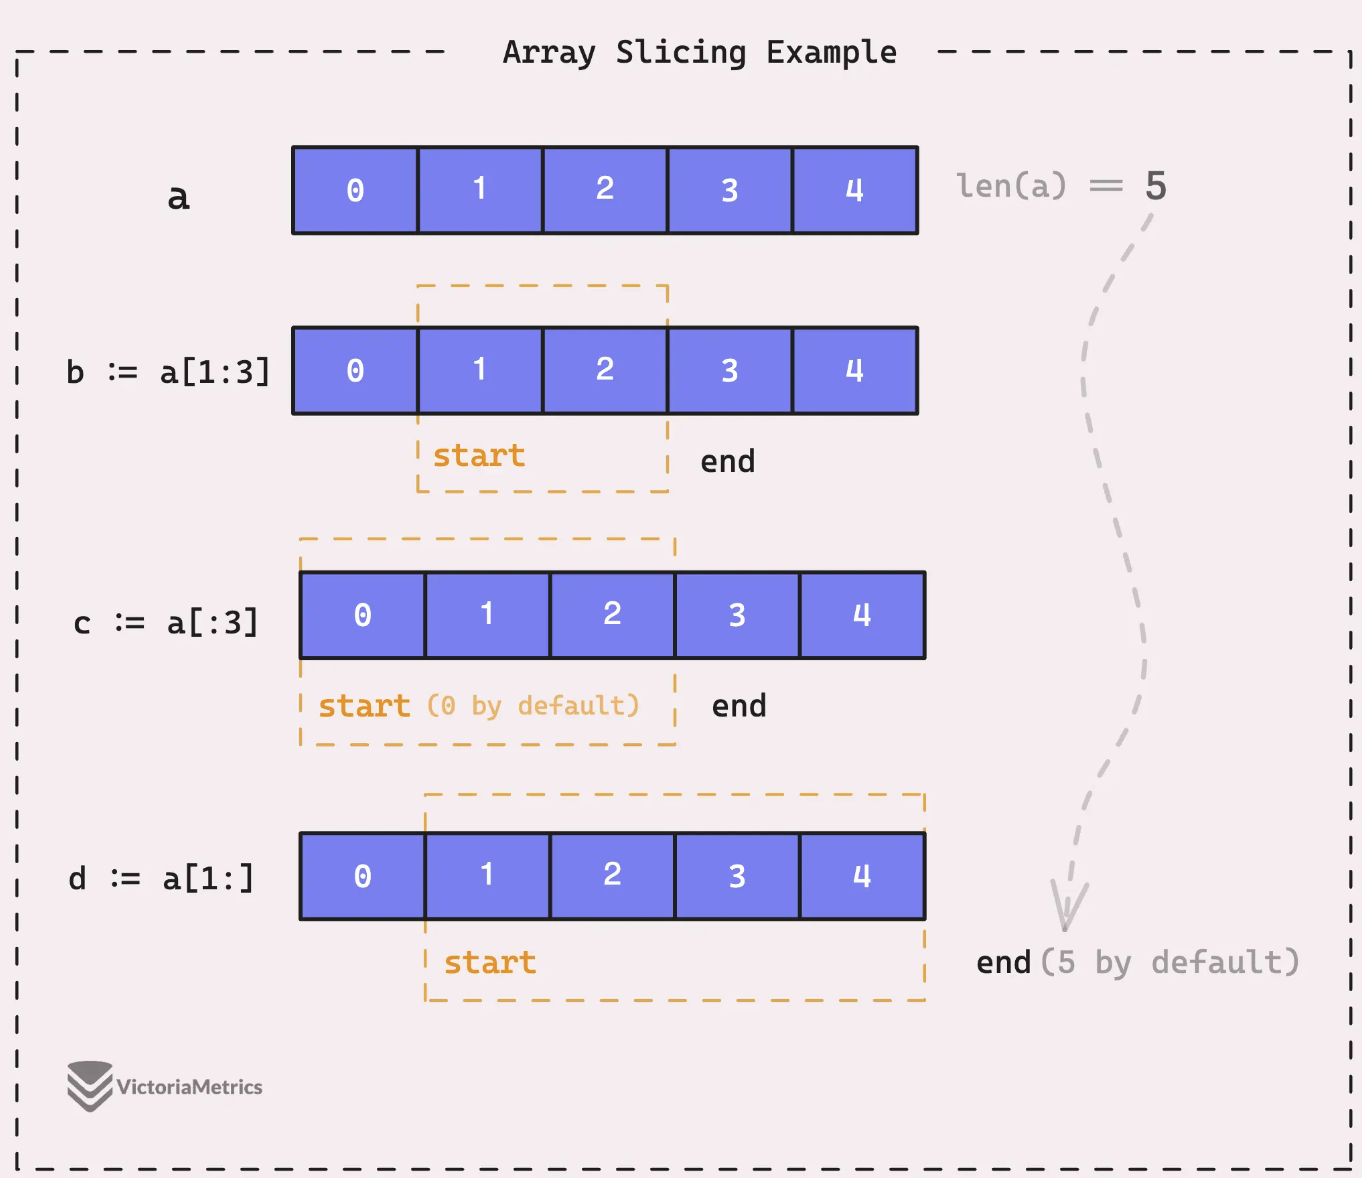 Array Slicing Example
a 0 1 2 3 4 len(a) == 5
b := a[1:3] 0 1 2 3 4
start end
c := a[:3] 0 1 2 3 4
start (0 by default) end
d := a[1:] 0 1 2 3 4
start end (5 by default)
VictoriaMetrics